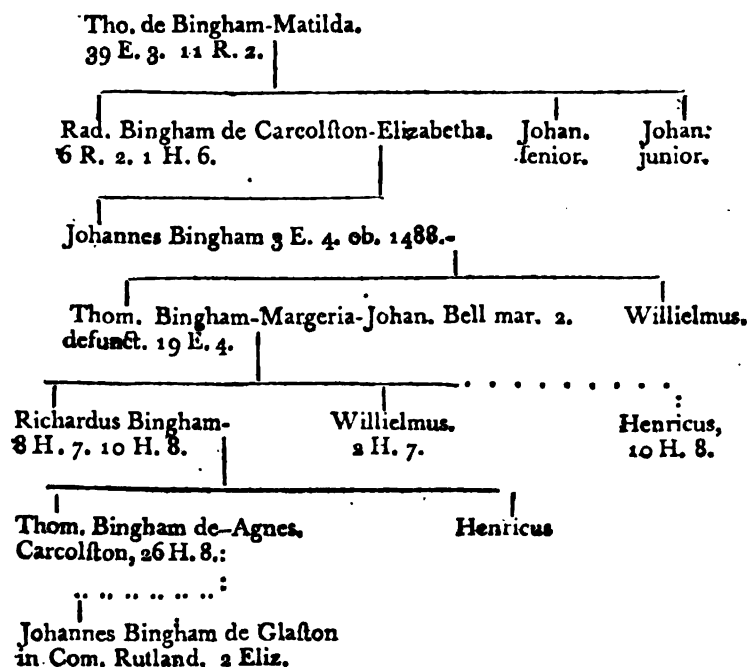 Tho. de Bingham-Matilda.
39 E. 3. 11 R. 2.
Rad. Bingham de Carcolſton-Elizabetha. Johan. Johan:
6 R. 2. 1 H. 6. ſenior. junior.
Johannes Bingham 3 E. 4. ob. 1488.-
Thom. Bingham-Margeria-Johan. Bell mar. 2. Willielmus.
defunct. 19 E. 4.
Richardus Bingham- Willielmus. Henricus,
8 H. 7. 10 H. 8. 2 H. 7. 10 H. 8.
Thom. Bingham de-Agnes. Henricus
Carcolſton, 26 H. 8.:
Johannes Bingham de Glaſton
in Com. Rutland, 2 Eliz.